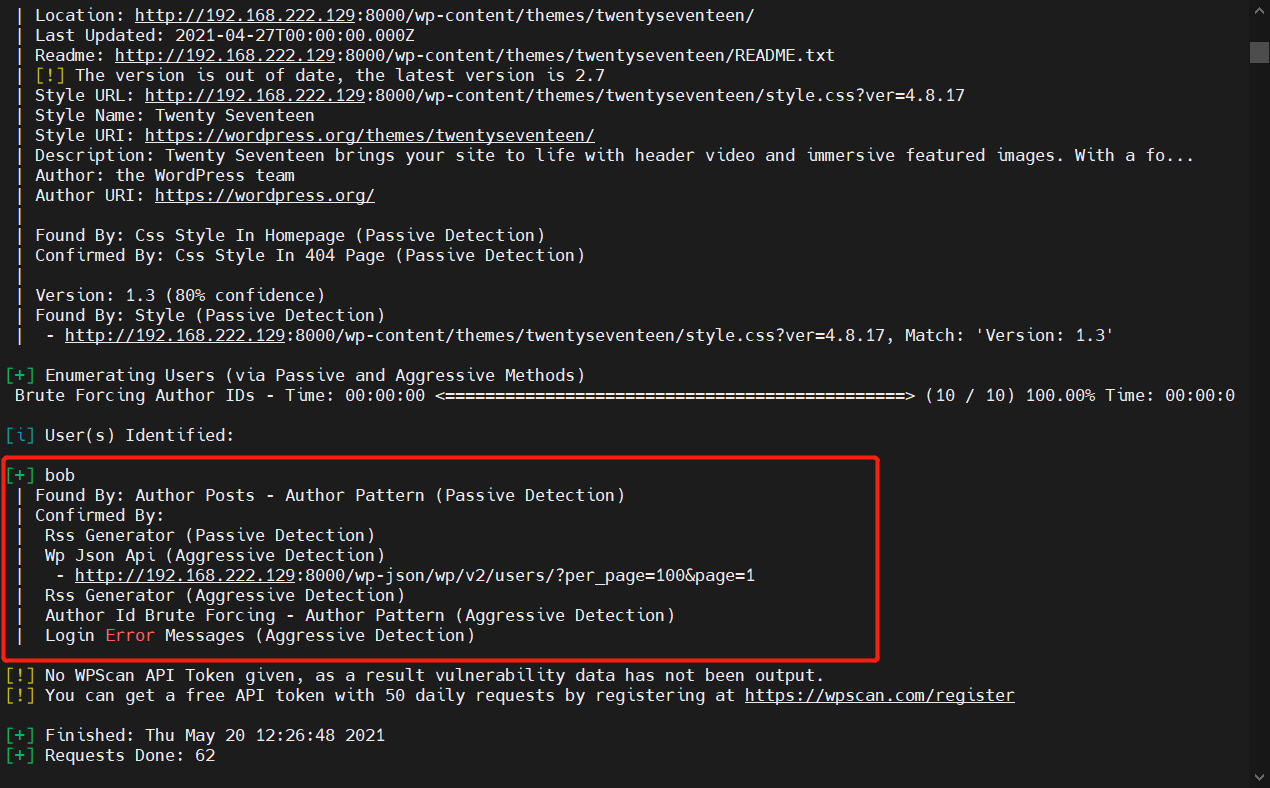 | Location: http://192.168.222.129:8000/wp-content/themes/twentyseventeen/
| Last Updated: 2021-04-27T00:00:00.000Z
| Readme: http://192.168.222.129:8000/wp-content/themes/twentyseventeen/README.txt
| [!] The version is out of date, the latest version is 2.7
| Style URL: http://192.168.222.129:8000/wp-content/themes/twentyseventeen/style.css?ver=4.8.17
| Style Name: Twenty Seventeen
| Style URI: https://wordpress.org/themes/twentyseventeen/
| Description: Twenty Seventeen brings your site to life with header video and immersive featured images. With a fo...
| Author: the WordPress team
| Author URI: https://wordpress.org/
|
| Found By: Css Style In Homepage (Passive Detection)
| Confirmed By: Css Style In 404 Page (Passive Detection)
|
| Version: 1.3 (80% confidence)
| Found By: Style (Passive Detection)
|  - http://192.168.222.129:8000/wp-content/themes/twentyseventeen/style.css?ver=4.8.17, Match: 'Version: 1.3'
[+] Enumerating Users (via Passive and Aggressive Methods)
Brute Forcing Author IDs - Time: 00:00:00 <==============================================> (10 / 10) 100.00% Time: 00:00:0
[i] User(s) Identified:
[+] bob
| Found By: Author Posts - Author Pattern (Passive Detection)
| Confirmed By:
|  Rss Generator (Passive Detection)
|  Wp Json Api (Aggressive Detection)
|   - http://192.168.222.129:8000/wp-json/wp/v2/users/?per_page=100&page=1
|  Rss Generator (Aggressive Detection)
|  Author Id Brute Forcing - Author Pattern (Aggressive Detection)
|  Login Error Messages (Aggressive Detection)
[!] No WPScan API Token given, as a result vulnerability data has not been output.
[!] You can get a free API token with 50 daily requests by registering at https://wpscan.com/register
[+] Finished: Thu May 20 12:26:48 2021
[+] Requests Done: 62